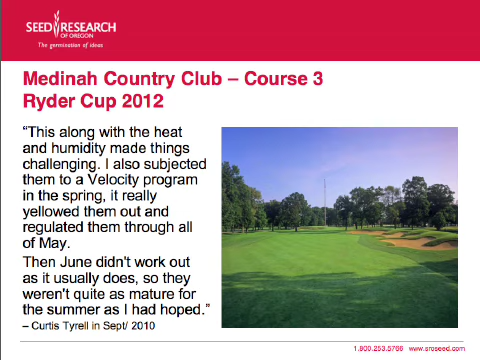 SEED RESEARCH
OF OREGON
The germination of ideas
Medinah Country Club – Course 3
Ryder Cup 2012
“This along with the heat
and humidity made things
challenging. I also subjected
them to a Velocity program
in the spring, it really
yellowed them out and
regulated them through all
of May.
Then June didn't work out
as it usually does, so they
weren't quite as mature for
the summer as I had hoped.”
– Curtis Tyrell in Sept/ 2010
1.800.253.5766 www.sroseed.com